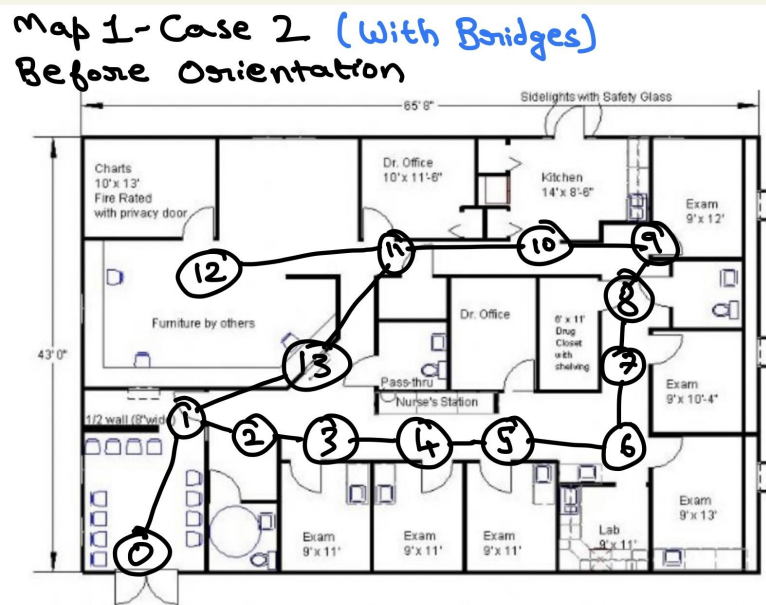 Map 1 - Case 2 (With Bridges)
Before Orientation
Sidelights with Safety Glass
65'8"
Charts
10'x 13'
Fire Rated
with privacy door
Dr. Office
10'x 11'-6"
Kitchen
14'x 8'-6"
Exam
9'x 12'
12
11
10
9
8
Furniture by others
Dr. Office
6' x 11'
Drug
Closet
with
shelving
43'0"
13
7
Pass-thru
Nurse's Station
Exam
9'x 10'-4"
1/2 wall (8"wide
1
2
3
4
5
6
Exam
9'x 13'
Exam
9'x 11'
Exam
9'x 11'
Exam
9'x 11'
Lab
9'x 11'
0